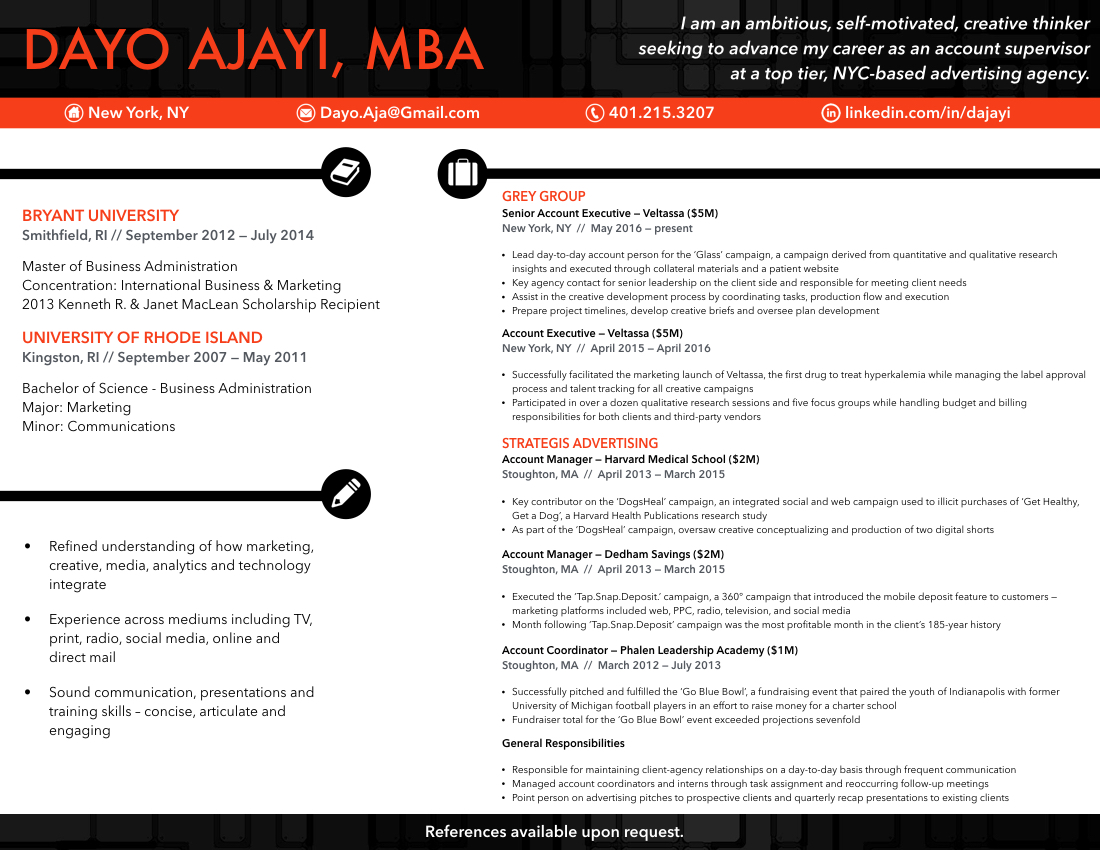 DAYO AJAYI, MBA
I am an ambitious, self-motivated, creative thinker
seeking to advance my career as an account supervisor
at a top tier, NYC-based advertising agency.
New York, NY
Dayo.Aja@Gmail.com
401.215.3207
linkedin.com/in/dajayi
BRYANT UNIVERSITY
Smithfield, RI // September 2012 – July 2014
Master of Business Administration
Concentration: International Business & Marketing
2013 Kenneth R. & Janet MacLean Scholarship Recipient
UNIVERSITY OF RHODE ISLAND
Kingston, RI // September 2007 – May 2011
Bachelor of Science - Business Administration
Major: Marketing
Minor: Communications
• Refined understanding of how marketing,
creative, media, analytics and technology
integrate
• Experience across mediums including TV,
print, radio, social media, online and
direct mail
• Sound communication, presentations and
training skills – concise, articulate and
engaging
GREY GROUP
Senior Account Executive – Veltassa ($5M)
New York, NY // May 2016 – present
• Lead day-to-day account person for the ‘Glass’ campaign, a campaign derived from quantitative and qualitative research
insights and executed through collateral materials and a patient website
• Key agency contact for senior leadership on the client side and responsible for meeting client needs
• Assist in the creative development process by coordinating tasks, production flow and execution
• Prepare project timelines, develop creative briefs and oversee plan development
Account Executive – Veltassa ($5M)
New York, NY // April 2015 – April 2016
• Successfully facilitated the marketing launch of Veltassa, the first drug to treat hyperkalemia while managing the label approval
process and talent tracking for all creative campaigns
• Participated in over a dozen qualitative research sessions and five focus groups while handling budget and billing
responsibilities for both clients and third-party vendors
STRATEGIS ADVERTISING
Account Manager – Harvard Medical School ($2M)
Stoughton, MA // April 2013 – March 2015
• Key contributor on the ‘DogsHeal’ campaign, an integrated social and web campaign used to illicit purchases of ‘Get Healthy,
Get a Dog’, a Harvard Health Publications research study
• As part of the ‘DogsHeal’ campaign, oversaw creative conceptualizing and production of two digital shorts
Account Manager – Dedham Savings ($2M)
Stoughton, MA // April 2013 – March 2015
• Executed the ‘Tap.Snap.Deposit.’ campaign, a 360° campaign that introduced the mobile deposit feature to customers –
marketing platforms included web, PPC, radio, television, and social media
• Month following ‘Tap.Snap.Deposit’ campaign was the most profitable month in the client’s 185-year history
Account Coordinator – Phalen Leadership Academy ($1M)
Stoughton, MA // March 2012 – July 2013
• Successfully pitched and fulfilled the ‘Go Blue Bowl’, a fundraising event that paired the youth of Indianapolis with former
University of Michigan football players in an effort to raise money for a charter school
• Fundraiser total for the ‘Go Blue Bowl’ event exceeded projections sevenfold
General Responsibilities
• Responsible for maintaining client-agency relationships on a day-to-day basis through frequent communication
• Managed account coordinators and interns through task assignment and reoccurring follow-up meetings
• Point person on advertising pitches to prospective clients and quarterly recap presentations to existing clients
References available upon request.